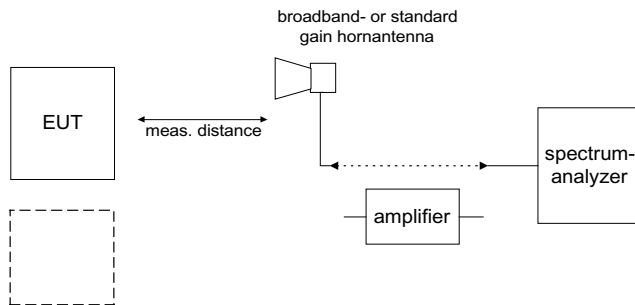 broadband- or standard
gain hornantenna
EUT
meas. distance
spectrum-
analyzer
amplifier